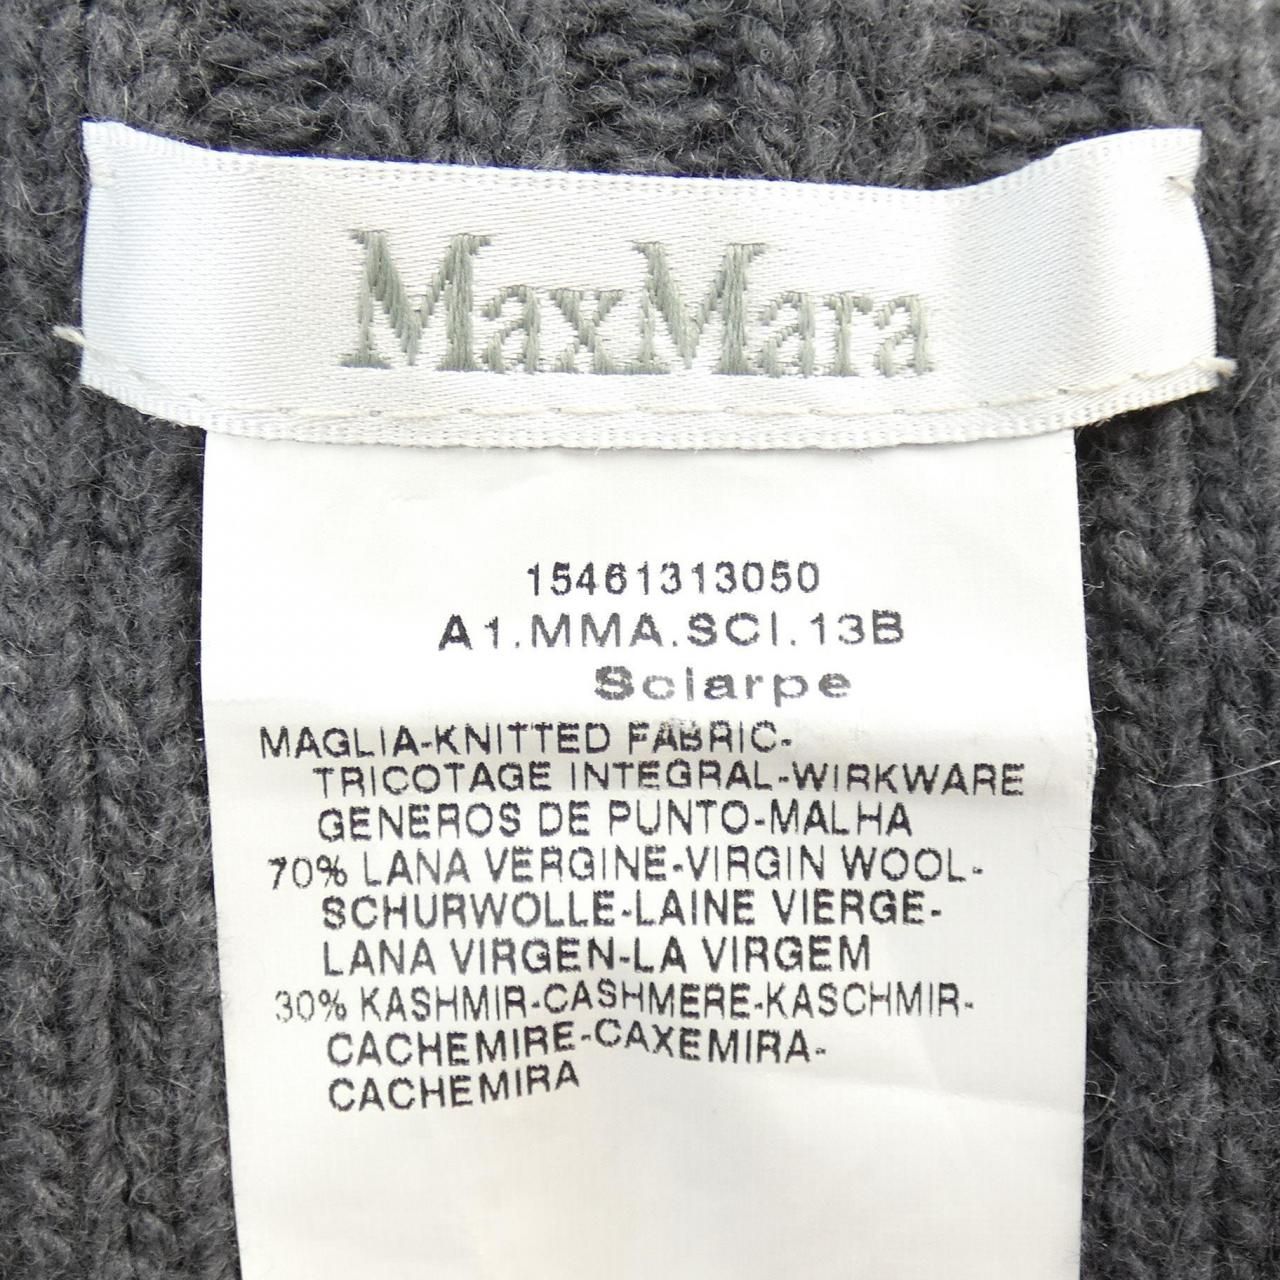 MaxMara
15461313050
A1.MMA.SCI.13B
Sciarpe
MAGLIA-KNITTED FABRIC-
TRICOTAGE INTEGRAL-WIRKWARE
GENEROS DE PUNTO-MALHA
70% LANA VERGINE-VIRGIN WOOL-
SCHURWOLLE-LAINE VIERGE-
LANA VIRGEN-LA VIRGEM
30% KASHMIR-CASHMERE-KASCHMIR-
CACHEMIRE-CAXEMIRA-
CACHEMIRA